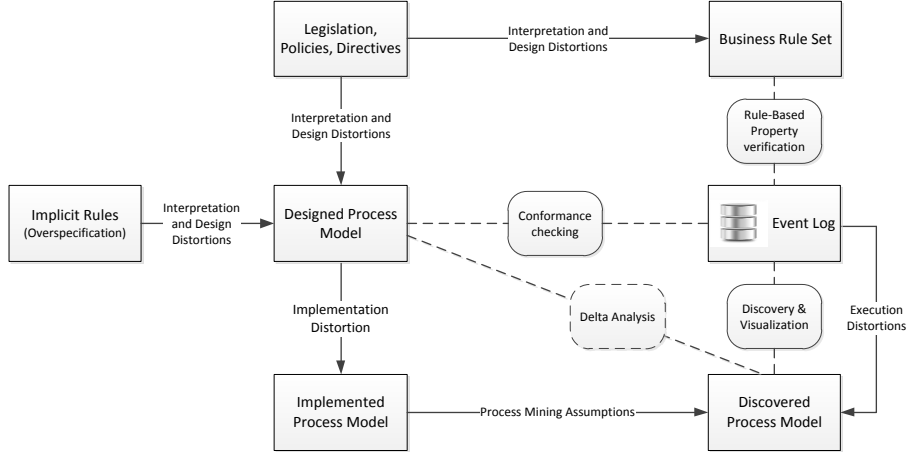 Legislation,
Policies, Directives
Interpretation and
Design Distortions
Business Rule Set
Interpretation and
Design Distortions
Rule-Based
Property
verification
Implicit Rules
(Overspecification)
Interpretation
and Design
Distortions
Designed Process
Model
Conformance
checking
Event Log
Implementation
Distortion
Delta Analysis
Discovery &
Visualization
Execution
Distortions
Implemented
Process Model
Process Mining Assumptions
Discovered
Process Model